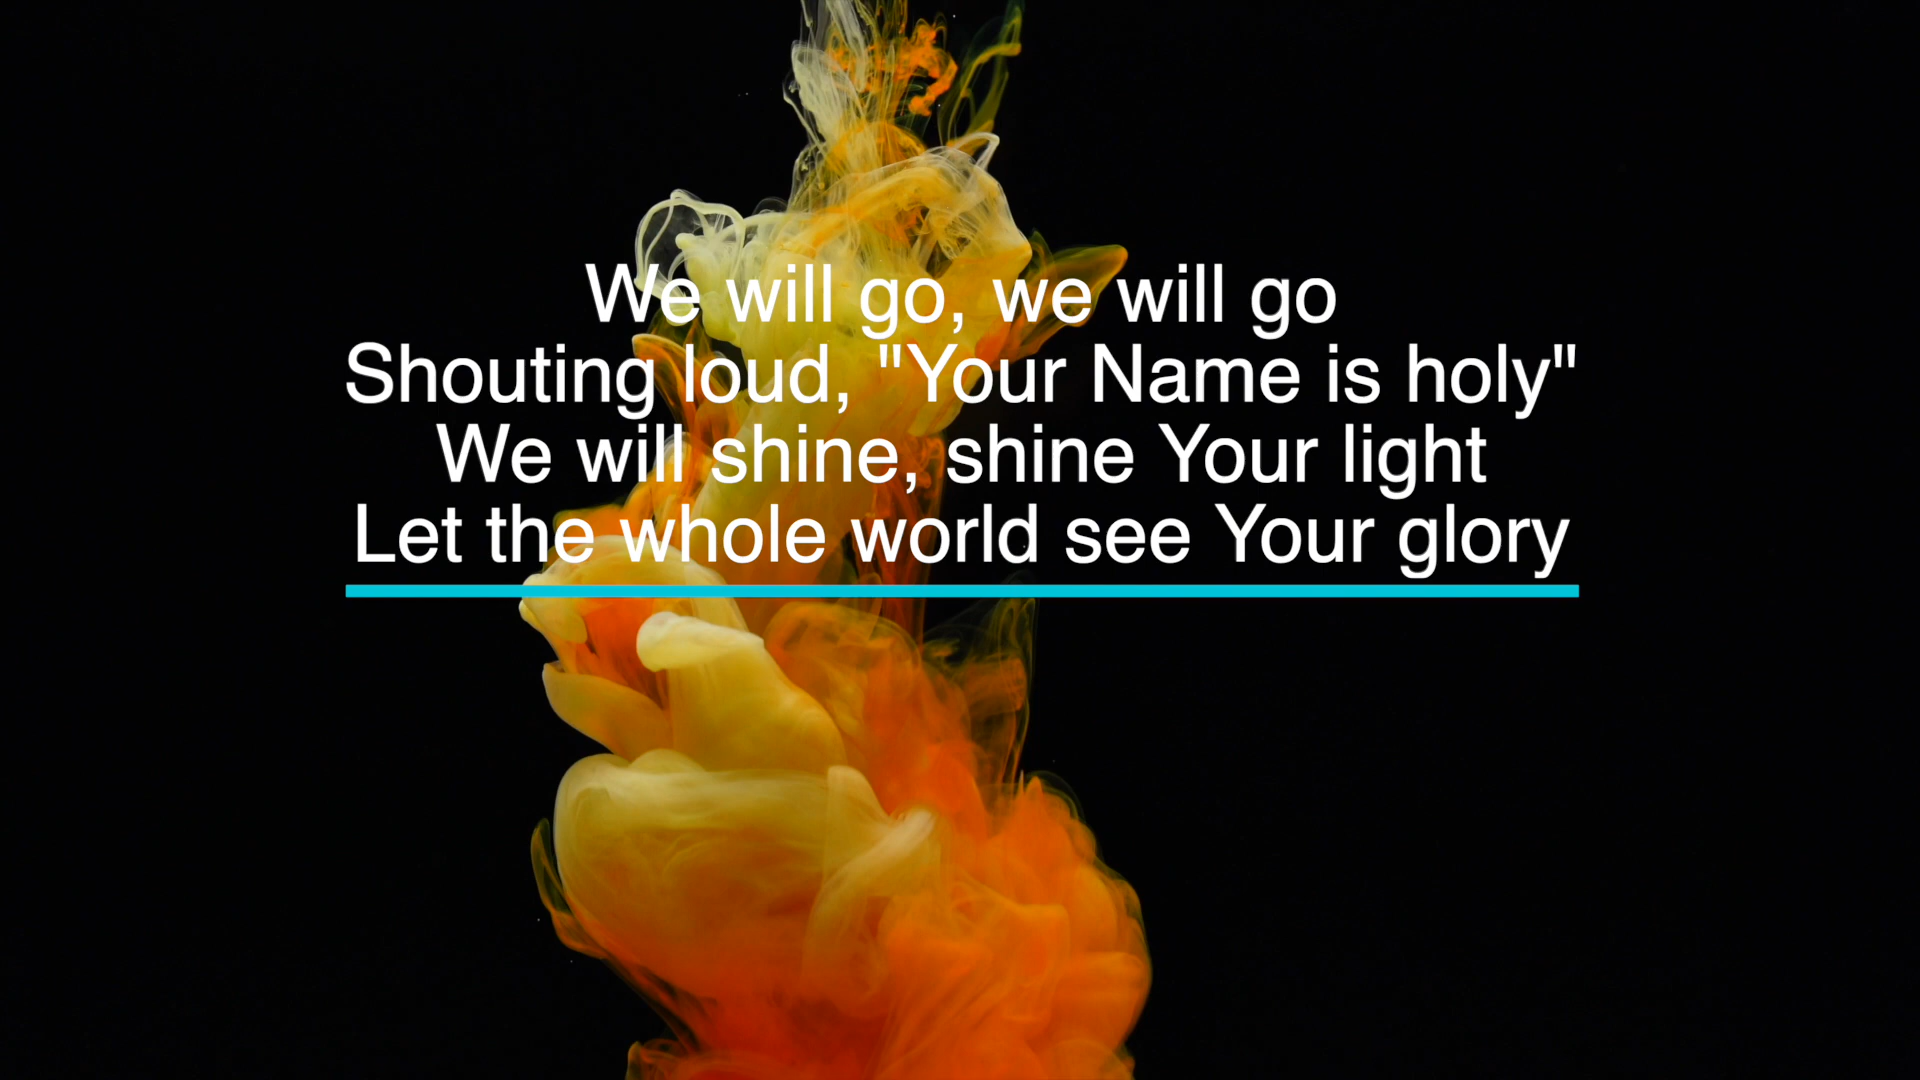 We will go, we will go
Shouting loud, "Your Name is holy"
We will shine, shine Your light
Let the whole world see Your glory